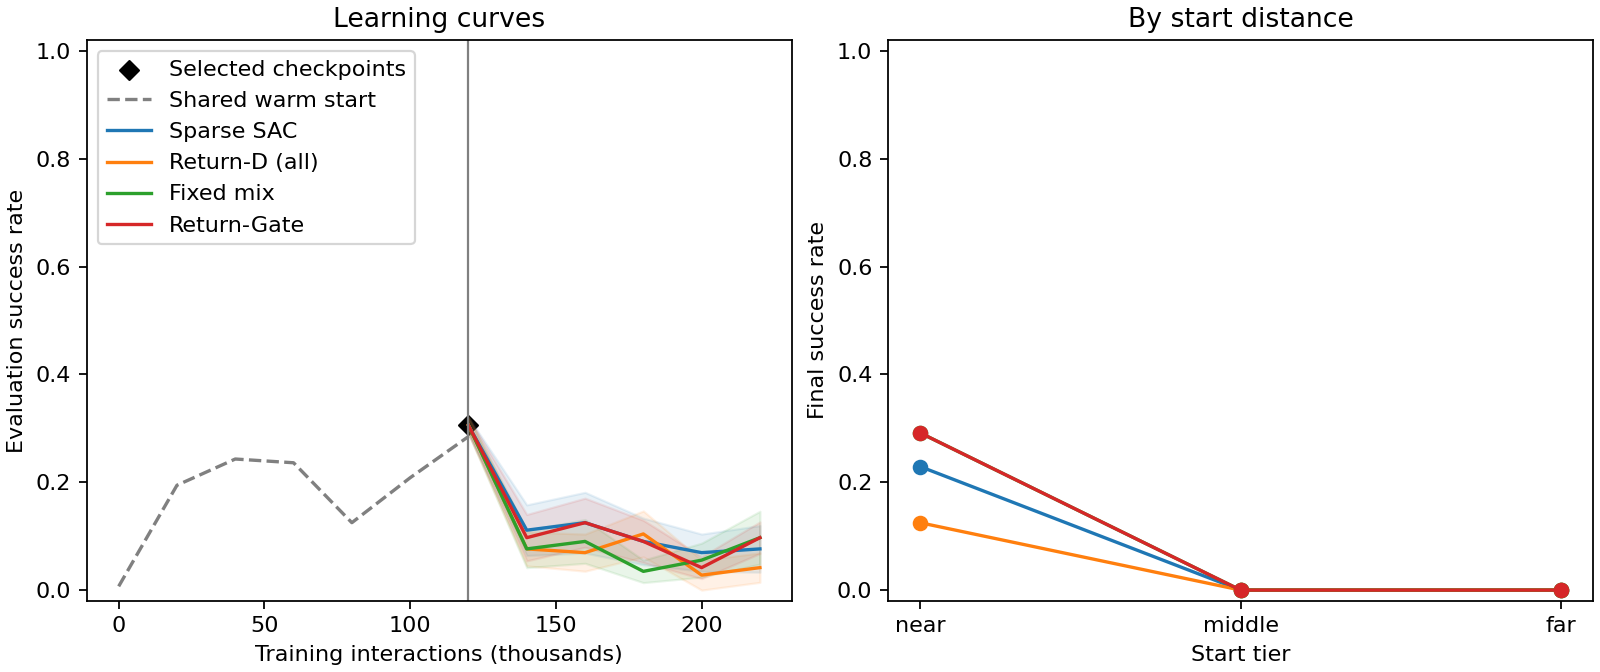 Learning curves
Evaluation success rate
1.0
0.8
0.6
0.4
0.2
0.0
Selected checkpoints
Shared warm start
Sparse SAC
Return-D (all)
Fixed mix
Return-Gate
0 50 100 150 200
Training interactions (thousands)
By start distance
Final success rate
1.0
0.8
0.6
0.4
0.2
0.0
near middle far
Start tier